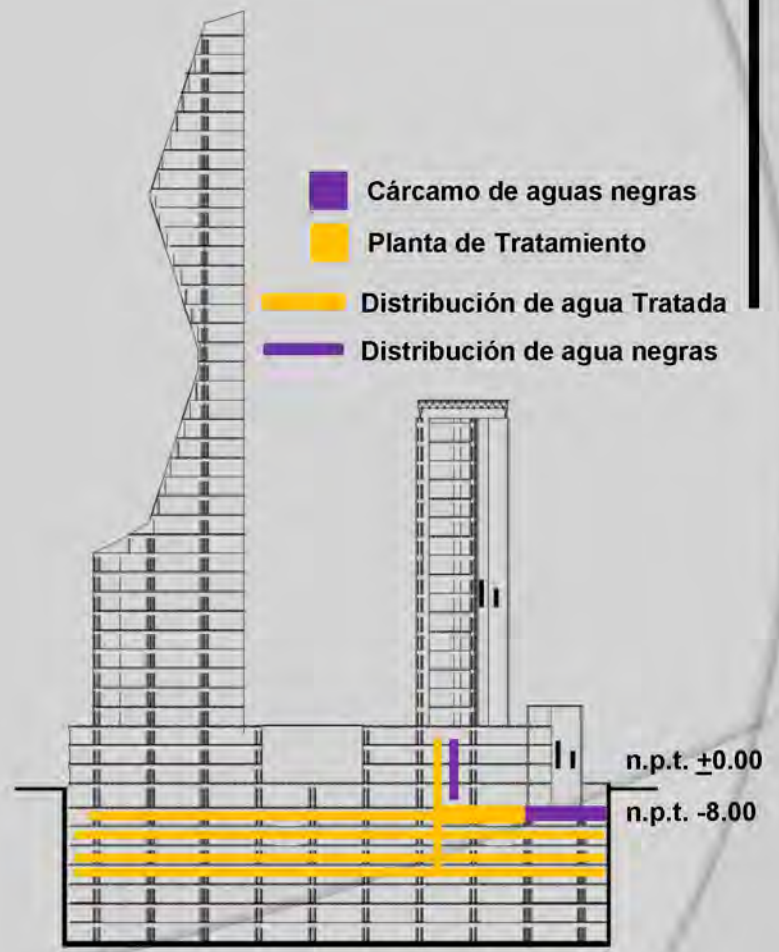 Cárcamo de aguas negras
Planta de Tratamiento
Distribución de agua Tratada
Distribución de agua negras
n.p.t. ±0.00
n.p.t. -8.00